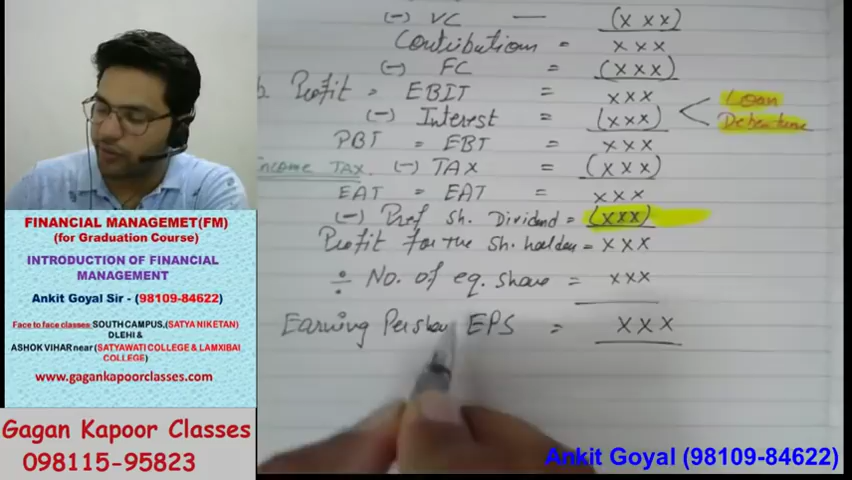 (-) VC — (xxx)
Contributions = xxx
(-) FC = (xxx)
Profit = EBIT = xxx
(-) Interest = (xxx) Loan
Debenture
PBT = EBT = xxx
Income TAX. (-) TAX = (xxx)
EAT = EAT = xxx
(-) Pref Sh. Dividend = (xxx)
Profit for the Sh. holder = xxx
÷ No. of eq. share = xxx
Earning Per share EPS = xxx
FINANCIAL MANAGEMET(FM)
(for Graduation Course)
INTRODUCTION OF FINANCIAL
MANAGEMENT
Ankit Goyal Sir - (98109-84622)
Face to face classes: SOUTH CAMPUS,(SATYA NIKETAN)
DLEHI &
ASHOK VIHAR near (SATYAWATI COLLEGE & LAMXIBAI
COLLEGE)
www.gagankapoorclasses.com
Gagan Kapoor Classes
098115-95823
Ankit Goyal (98109-84622)